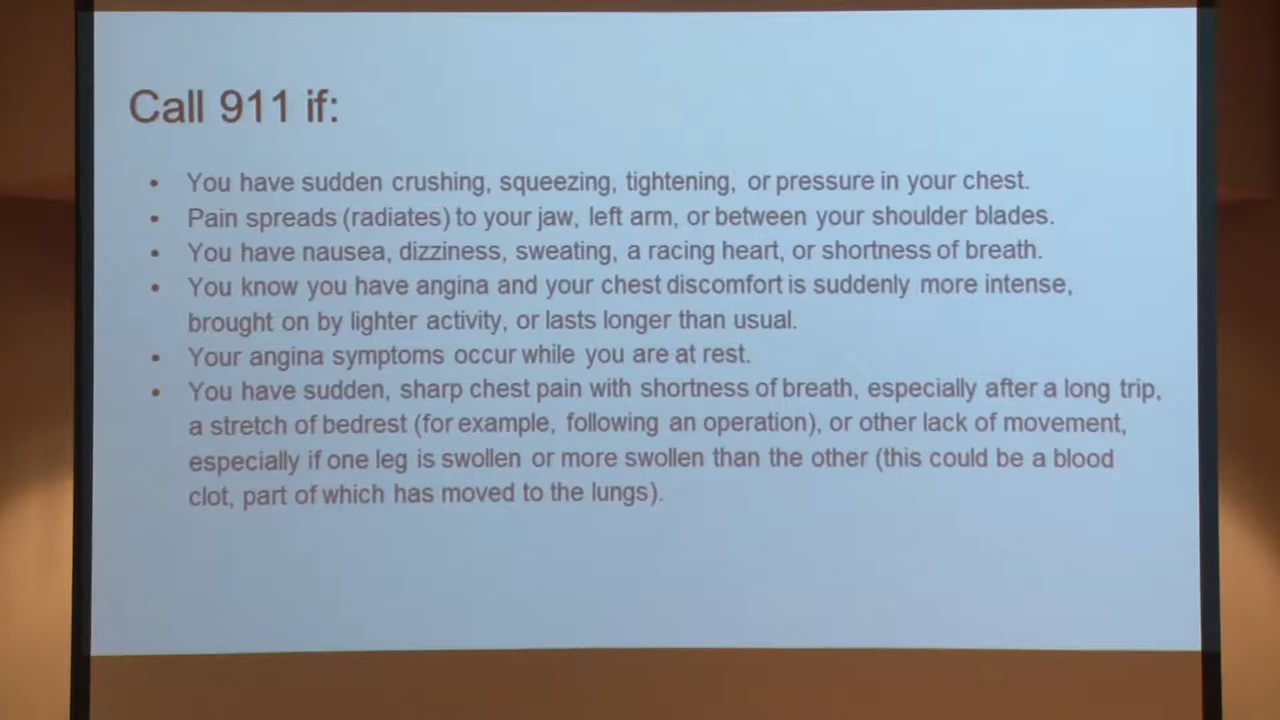 Call 911 if:
• You have sudden crushing, squeezing, tightening, or pressure in your chest.
• Pain spreads (radiates) to your jaw, left arm, or between your shoulder blades.
• You have nausea, dizziness, sweating, a racing heart, or shortness of breath.
• You know you have angina and your chest discomfort is suddenly more intense,
brought on by lighter activity, or lasts longer than usual.
• Your angina symptoms occur while you are at rest.
• You have sudden, sharp chest pain with shortness of breath, especially after a long trip,
a stretch of bedrest (for example, following an operation), or other lack of movement,
especially if one leg is swollen or more swollen than the other (this could be a blood
clot, part of which has moved to the lungs).